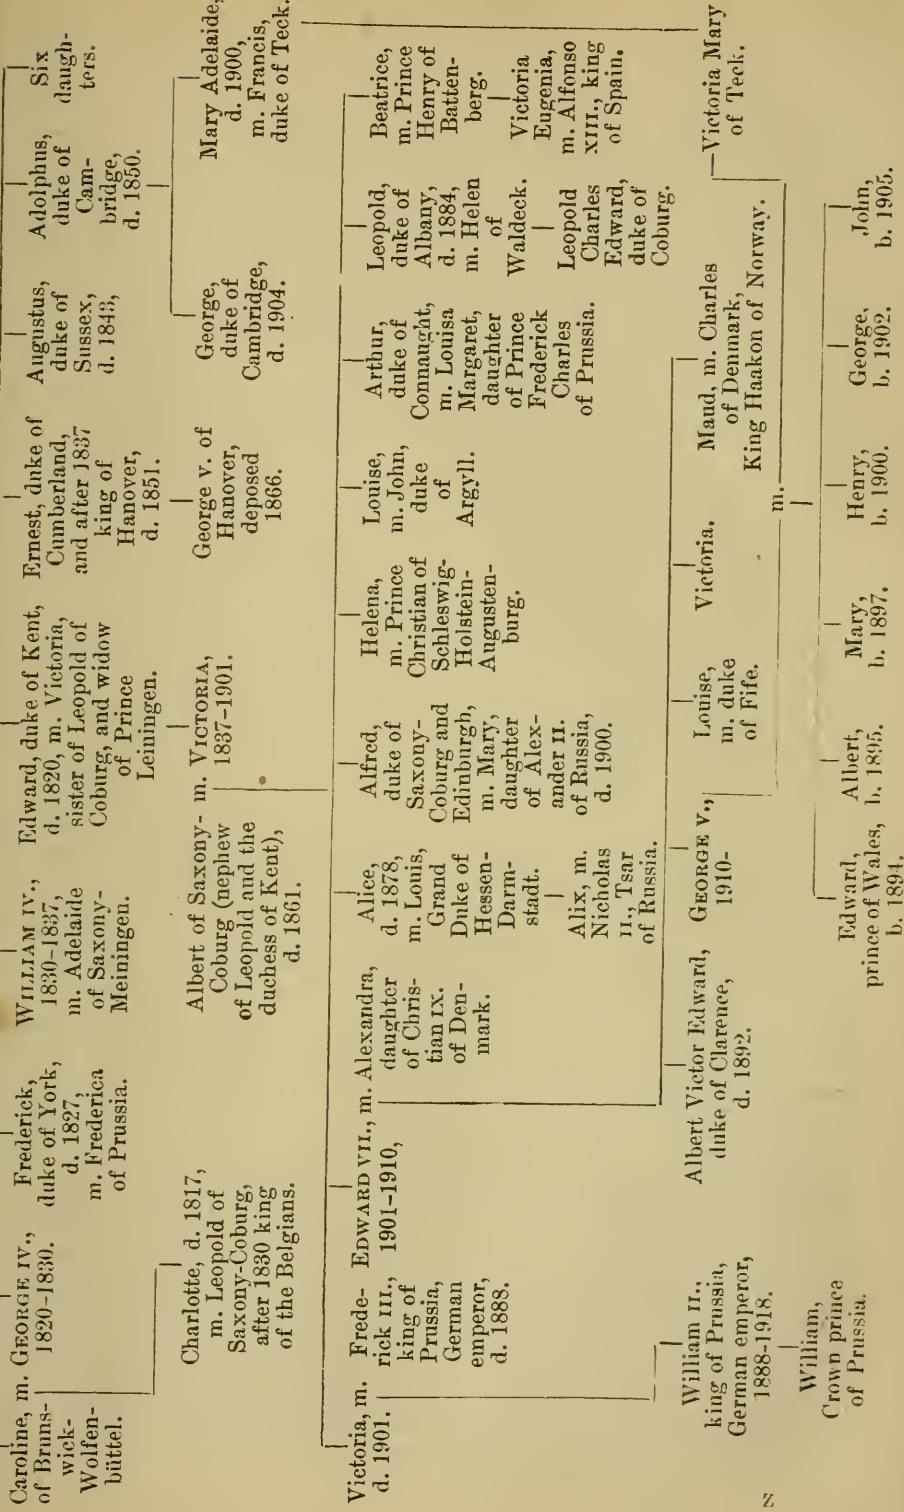 Caroline, m. GEORGE IV.,
of Bruns-
wick-
Wolfen-
büttel.
1820-1830.
Frederick,
duke of York,
d. 1827,
m. Frederica
of Prussia.
WILLIAM IV.,
1830-1837,
m. Adelaide
of Saxony-
Meiningen.
Edward, duke of Kent,
d. 1820, m. Victoria,
sister of Leopold of
Coburg, and widow
of Prince
Leiningen.
Ernest, duke of
Cumberland,
and after 1837
king of
Hanover,
d. 1851.
Augustus,
duke of
Sussex,
d. 1843,
Adolphus,
duke of
Cam-
bridge,
d. 1850.
Six
daugh-
ters.
Charlotte, d. 1817,
m. Leopold of
Saxony-Coburg,
after 1830 king
of the Belgians.
Albert of Saxony- m. VICTORIA,
Coburg (nephew
of Leopold and the
duchess of Kent),
d. 1861.
1837-1901.
George V. of
Hanover,
deposed
1866.
George,
duke of
Cambridge,
d. 1904.
Mary Adelaide,
d. 1900,
m. Francis,
duke of Teck.
Victoria, m.
d. 1901.
Frede-
rick III.,
king of
Prussia,
German
emperor,
d. 1888.
EDWARD VII., m. Alexandra,
1901-1910,
daughter
of Chris-
tian IX.
of Den-
mark.
Alice,
d. 1878,
m. Louis,
Grand
Duke of
Hessen-
Darm-
stadt.
Alix, m.
Nicholas
II., Tsar
of Russia.
Alfred,
duke of
Saxony-
Coburg and
Edinburgh,
m. Mary,
daughter
of Alex-
ander II.
of Russia,
d. 1900.
Helena,
m. Prince
Christian of
Schleswig-
Holstein-
Augusten-
burg.
Louise,
m. John,
duke
of
Argyll.
Arthur,
duke of
Connaught,
m. Louisa
Margaret,
daughter
of Prince
Frederick
Charles
of Prussia.
Leopold,
duke of
Albany,
d. 1884,
m. Helen
of
Waldeck.
Leopold
Charles
Edward,
duke of
Coburg.
Beatrice,
m. Prince
Henry of
Batten-
berg.
Victoria
Eugenia,
m. Alfonso
XIII., king
of Spain.
William II.,
king of Prussia,
German emperor,
1888-1918.
William,
Crown prince
of Prussia.
Albert Victor Edward,
duke of Clarence,
d. 1892.
GEORGE V.,
1910-
Louise,
m. duke
of Fife.
Victoria.
Maud, m. Charles
of Denmark,
King Haakon of Norway.
Victoria Mary
of Teck.
m.
Edward,
prince of Wales,
b. 1894.
Albert,
b. 1895.
Mary,
b. 1897.
Henry,
b. 1900.
George,
b. 1902.
John,
b. 1905.
Z